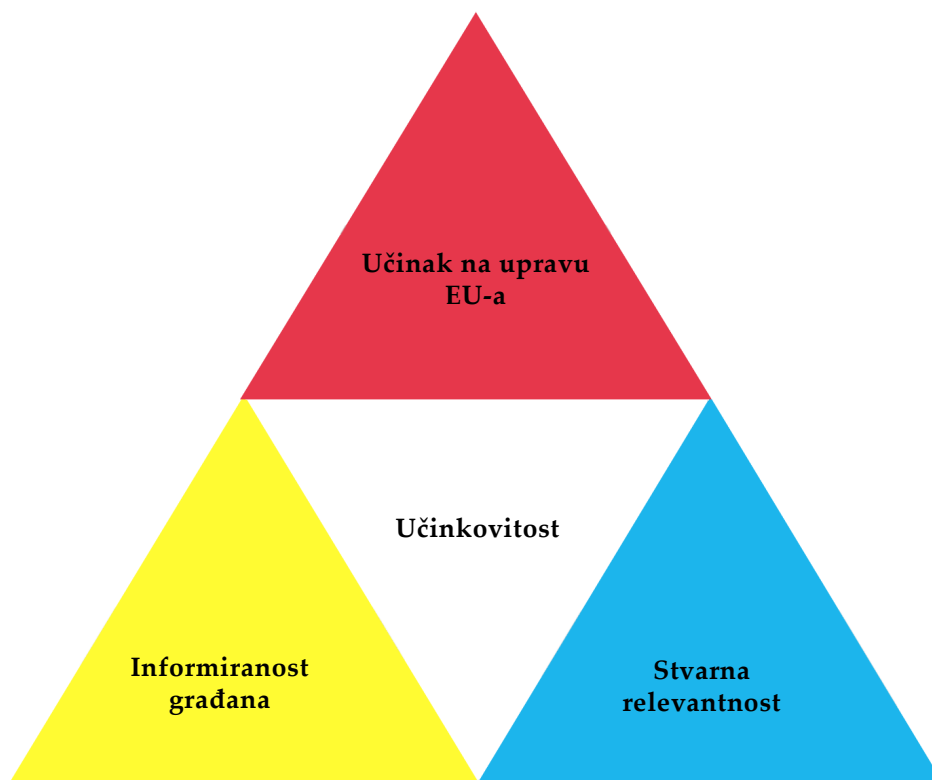 Učinak na upravu
EU-a
Učinkovitost
Informiranost
građana
Stvarna
relevantnost